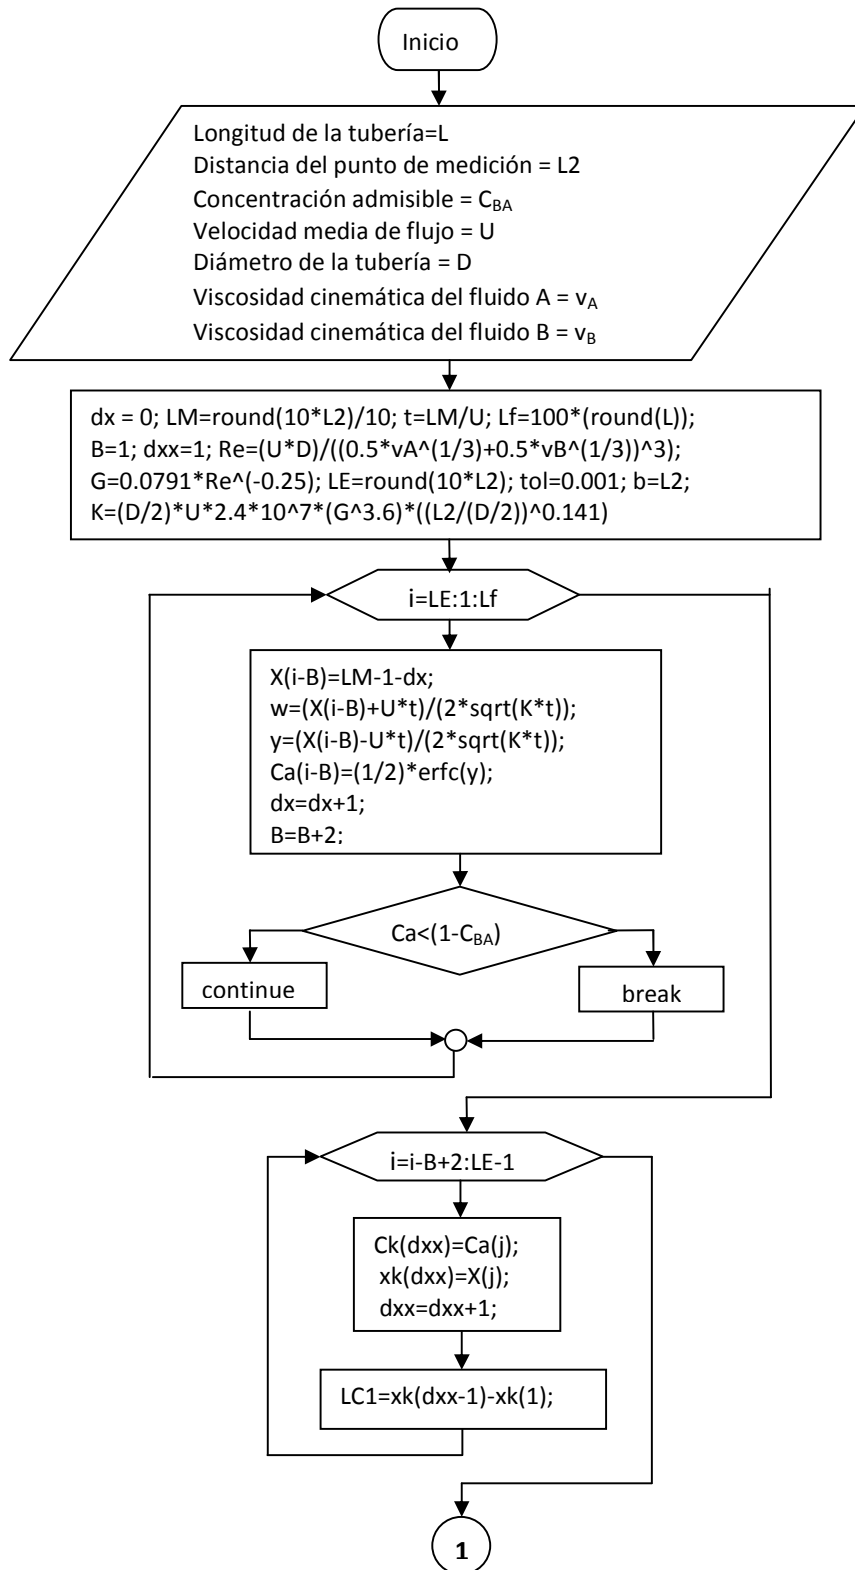 Inicio
Longitud de la tubería=L
Distancia del punto de medición = L2
Concentración admisible = C_BA
Velocidad media de flujo = U
Diámetro de la tubería = D
Viscosidad cinemática del fluido A = v_A
Viscosidad cinemática del fluido B = v_B
dx = 0; LM=round(10*L2)/10; t=LM/U; Lf=100*(round(L));
B=1; dxx=1; Re=(U*D)/((0.5*vA^(1/3)+0.5*vB^(1/3))^3);
G=0.0791*Re^(-0.25); LE=round(10*L2); tol=0.001; b=L2;
K=(D/2)*U*2.4*10^7*(G^3.6)*((L2/(D/2))^0.141)
i=LE:1:Lf
X(i-B)=LM-1-dx;
w=(X(i-B)+U*t)/(2*sqrt(K*t));
y=(X(i-B)-U*t)/(2*sqrt(K*t));
Ca(i-B)=(1/2)*erfc(y);
dx=dx+1;
B=B+2;
Ca<(1-C_BA)
continue
break
i=i-B+2:LE-1
Ck(dxx)=Ca(j);
xk(dxx)=X(j);
dxx=dxx+1;
LC1=xk(dxx-1)-xk(1);
1